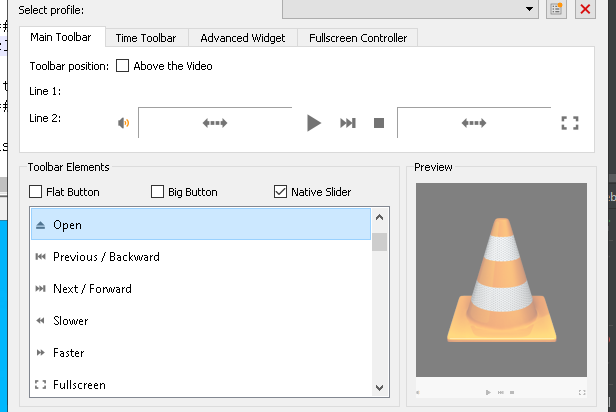 Select profile:
Main Toolbar Time Toolbar Advanced Widget Fullscreen Controller
Toolbar position: Above the Video
Line 1:
Line 2:
Toolbar Elements
Preview
Flat Button Big Button Native Slider
Open
Previous / Backward
Next / Forward
Slower
Faster
Fullscreen